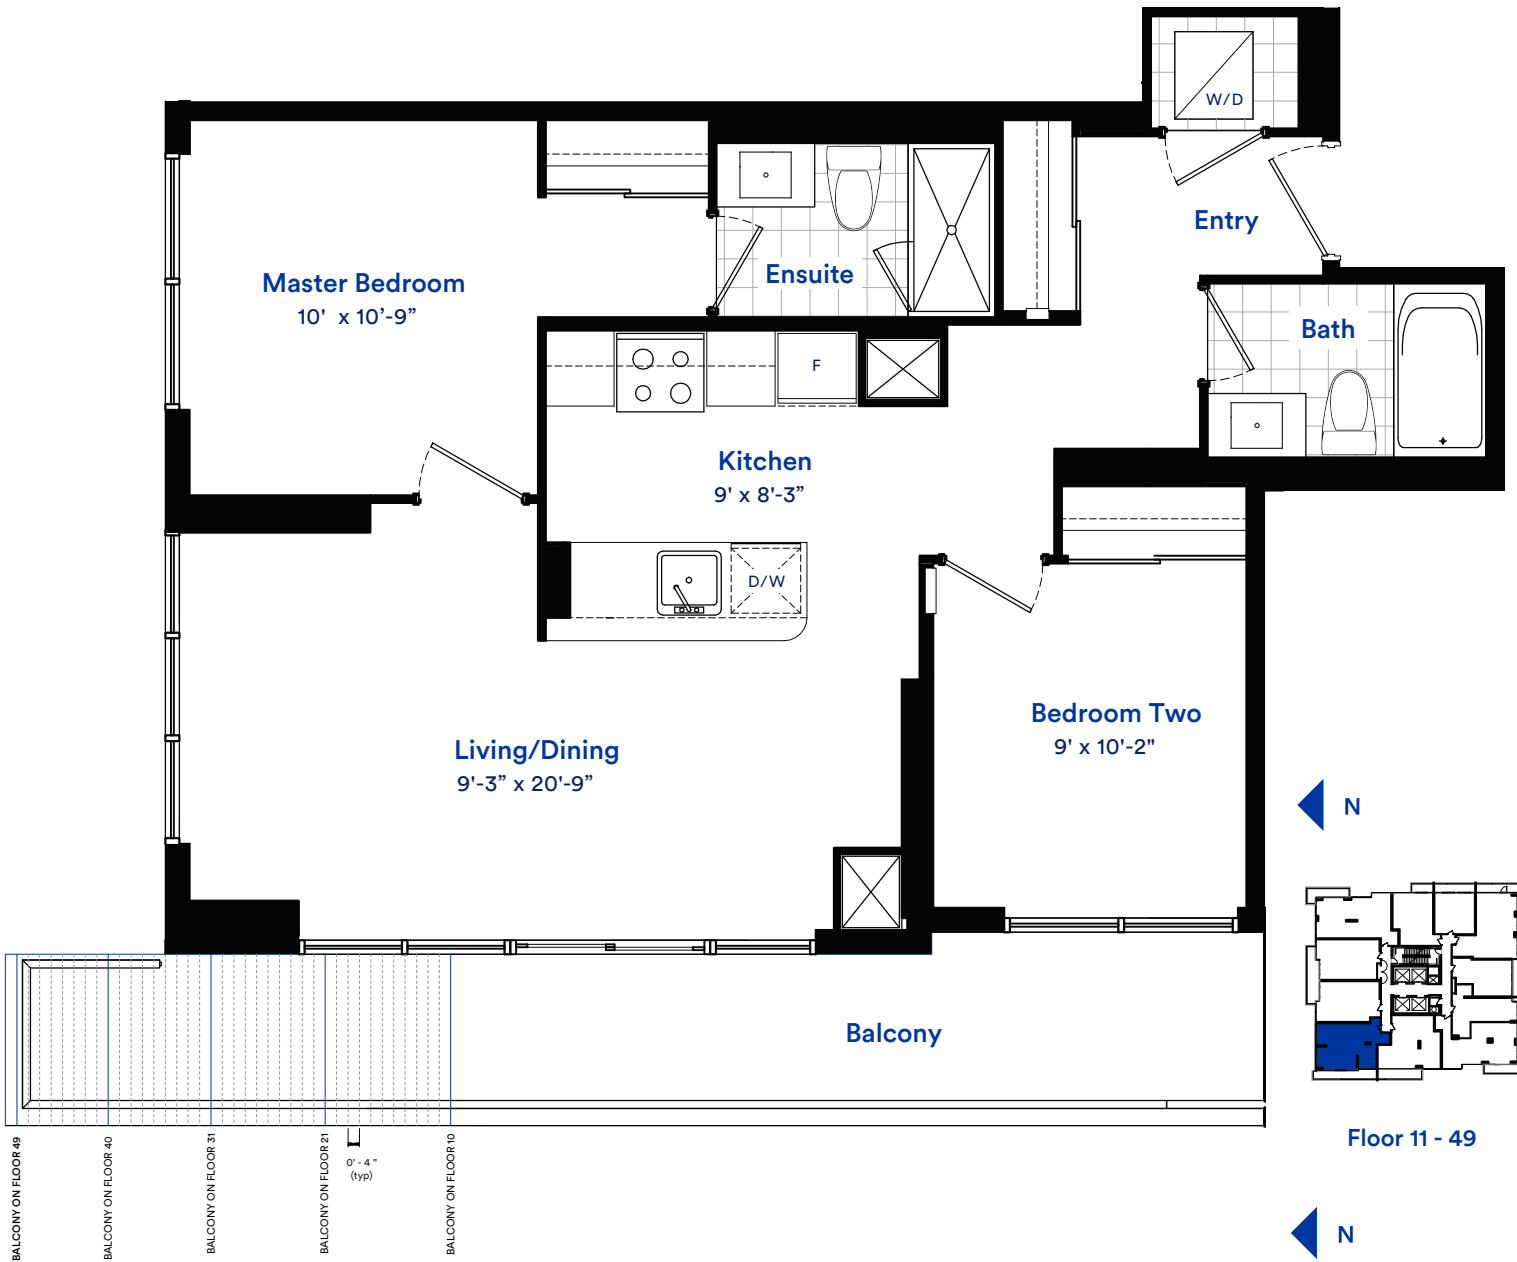 W/D
Entry
Master Bedroom
10'  x 10’-9”
Ensuite
Bath
F
Kitchen
9' x 8'-3”
D/W
Bedroom Two
9' x 10'-2"
Living/Dining
9'-3” x 20'-9”
N
Balcony
Floor 11 - 49
BALCONY ON FLOOR 49
BALCONY ON FLOOR 40
BALCONY ON FLOOR 31
BALCONY ON FLOOR 21
0' - 4 "
(typ)
BALCONY ON FLOOR 10
N